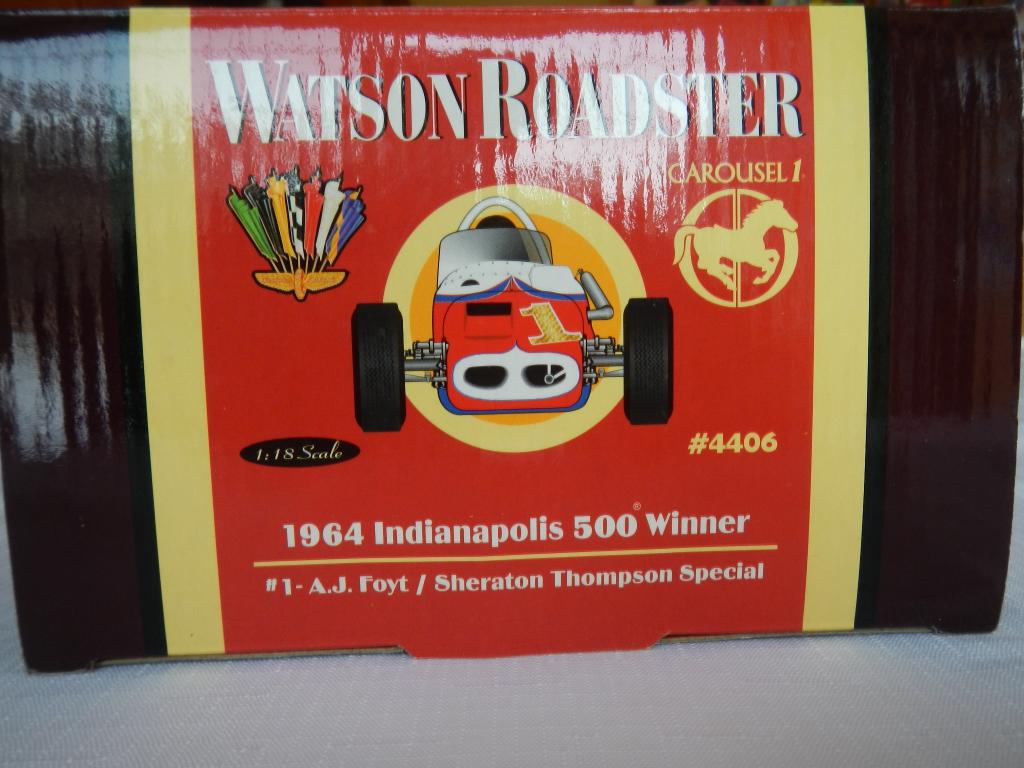 WATSON ROADSTER
CAROUSEL 1
1
1:18 Scale
#4406
1964 Indianapolis 500® Winner
#1- A.J. Foyt / Sheraton Thompson Special